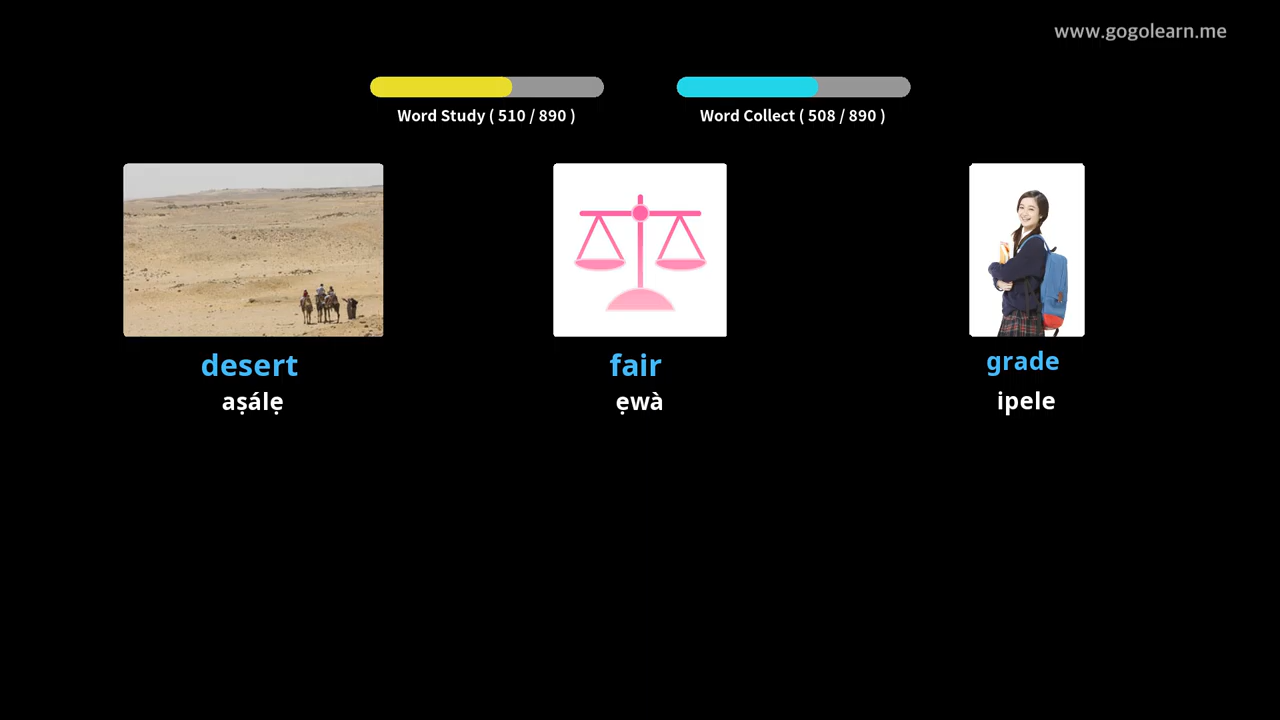 www.gogolearn.me
Word Study ( 510 / 890 )
Word Collect ( 508 / 890 )
desert
fair
grade
aṣálẹ
ẹwà
ipele